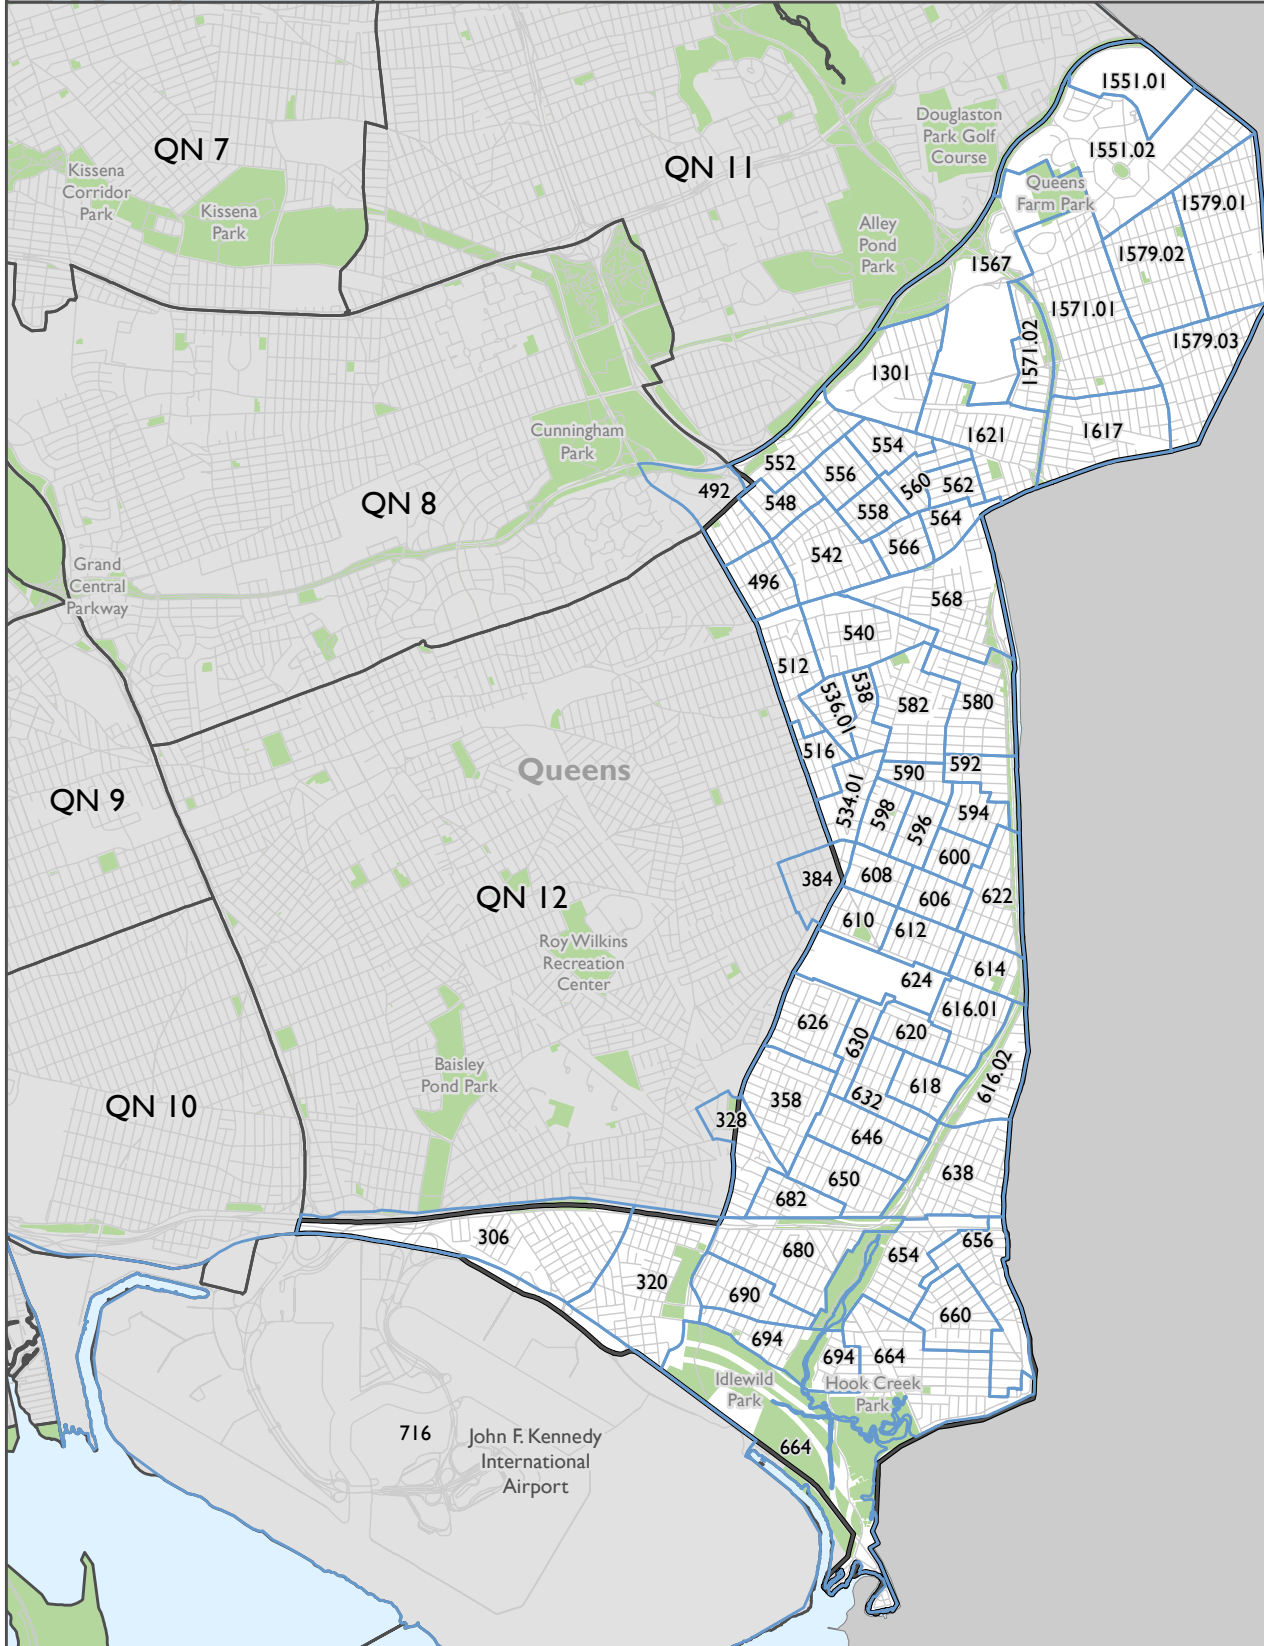 1551.01
QN 7
Douglaston
Park Golf
Course
QN 11
1551.02
Kissena
Corridor
Park
Kissena
Park
Queens
Farm Park
1579.01
Alley
Pond
Park
1579.02
1567
1571.01
1571.02
1579.03
1301
Cunningham
Park
554
1621
1617
552
556
560
562
492
548
QN 8
558
564
542
566
Grand
Central
Parkway
496
568
540
512
538
536.01
582
580
516
Queens
592
590
QN 9
534.01
598
596
594
600
384
608
606
622
QN 12
610
612
Roy Wilkins
Recreation
Center
614
624
616.01
626
630
620
Baisley
Pond Park
616.02
618
QN 10
358
632
328
646
638
650
682
306
656
680
654
320
690
660
694
694
664
Idlewild
Park
Hook Creek
Park
716
John F. Kennedy
International
Airport
664